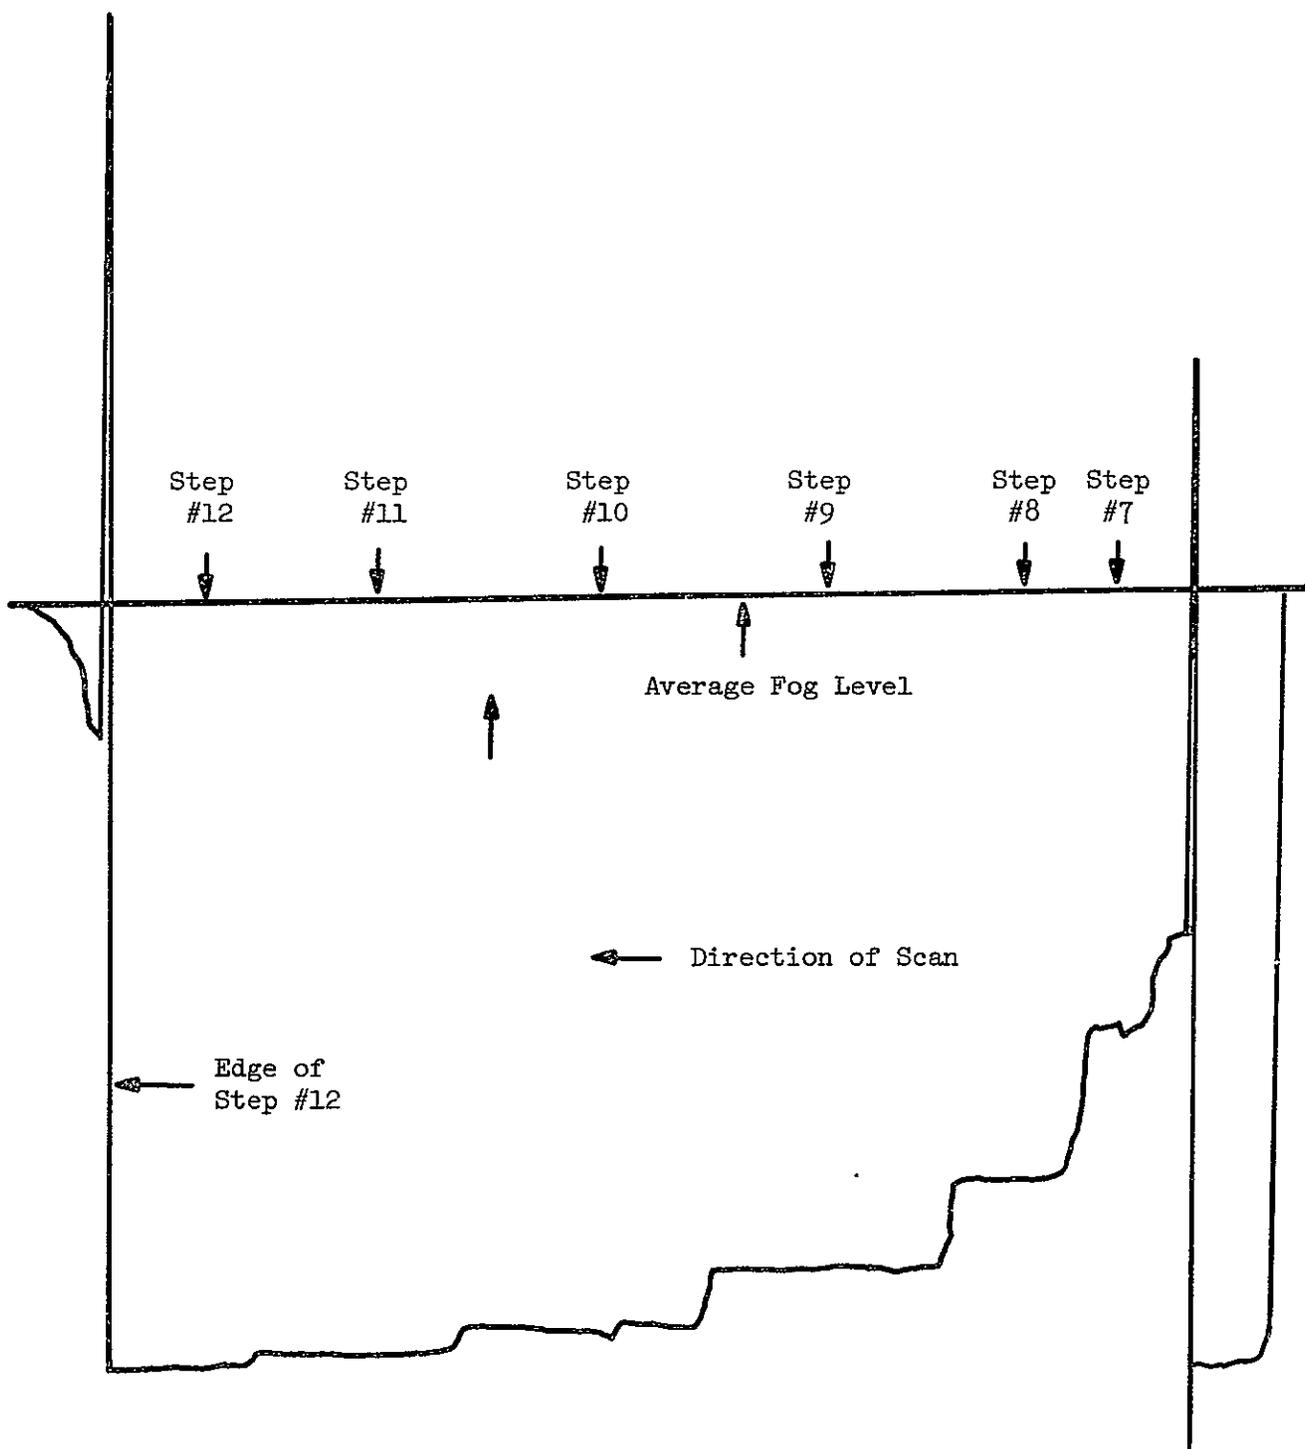 Step Step Step Step Step Step
#12 #11 #10 #9 #8 #7
Average Fog Level
Direction of Scan
Edge of
Step #12